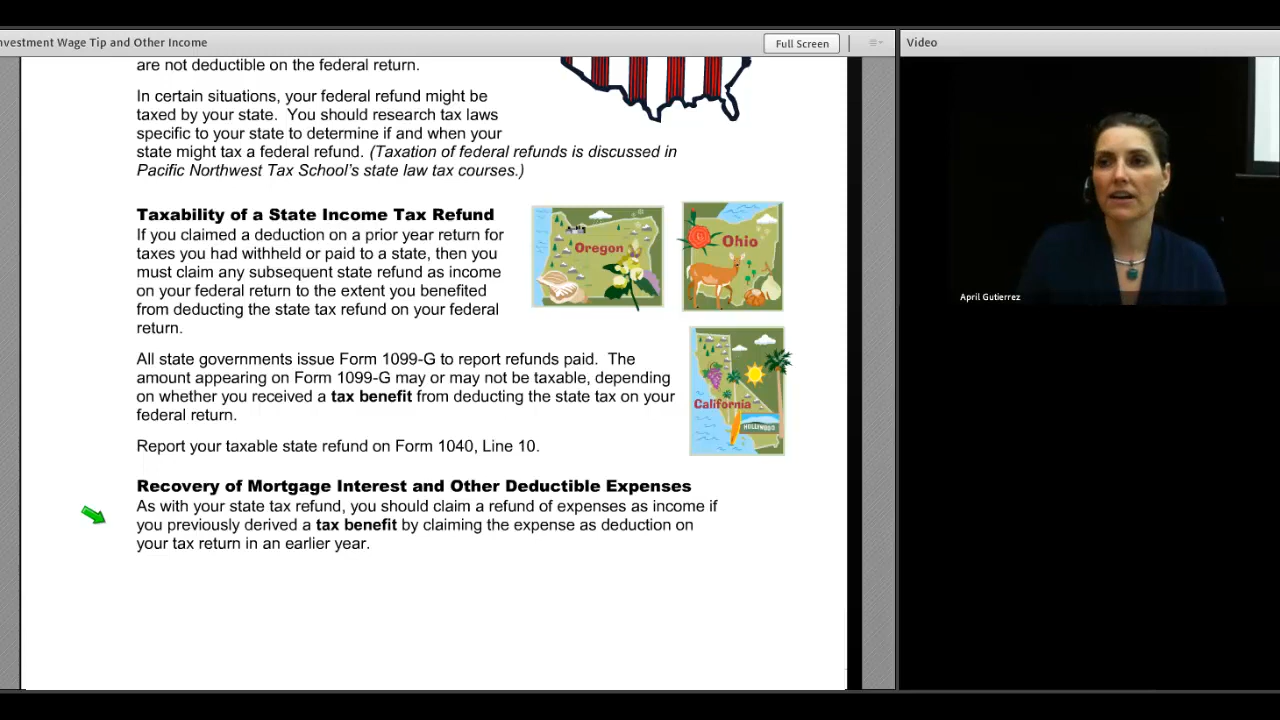 nvestment Wage Tip and Other Income
Full Screen
Video
are not deductible on the federal return.
In certain situations, your federal refund might be
taxed by your state. You should research tax laws
specific to your state to determine if and when your
state might tax a federal refund. (Taxation of federal refunds is discussed in
Pacific Northwest Tax School's state law tax courses.)
Taxability of a State Income Tax Refund
If you claimed a deduction on a prior year return for
taxes you had withheld or paid to a state, then you
must claim any subsequent state refund as income
on your federal return to the extent you benefited
from deducting the state tax refund on your federal
return.
Oregon
Ohio
All state governments issue Form 1099-G to report refunds paid. The
amount appearing on Form 1099-G may or may not be taxable, depending
on whether you received a tax benefit from deducting the state tax on your
federal return.
California
HOLLYWOOD
Report your taxable state refund on Form 1040, Line 10.
Recovery of Mortgage Interest and Other Deductible Expenses
As with your state tax refund, you should claim a refund of expenses as income if
you previously derived a tax benefit by claiming the expense as deduction on
your tax return in an earlier year.
April Gutierrez